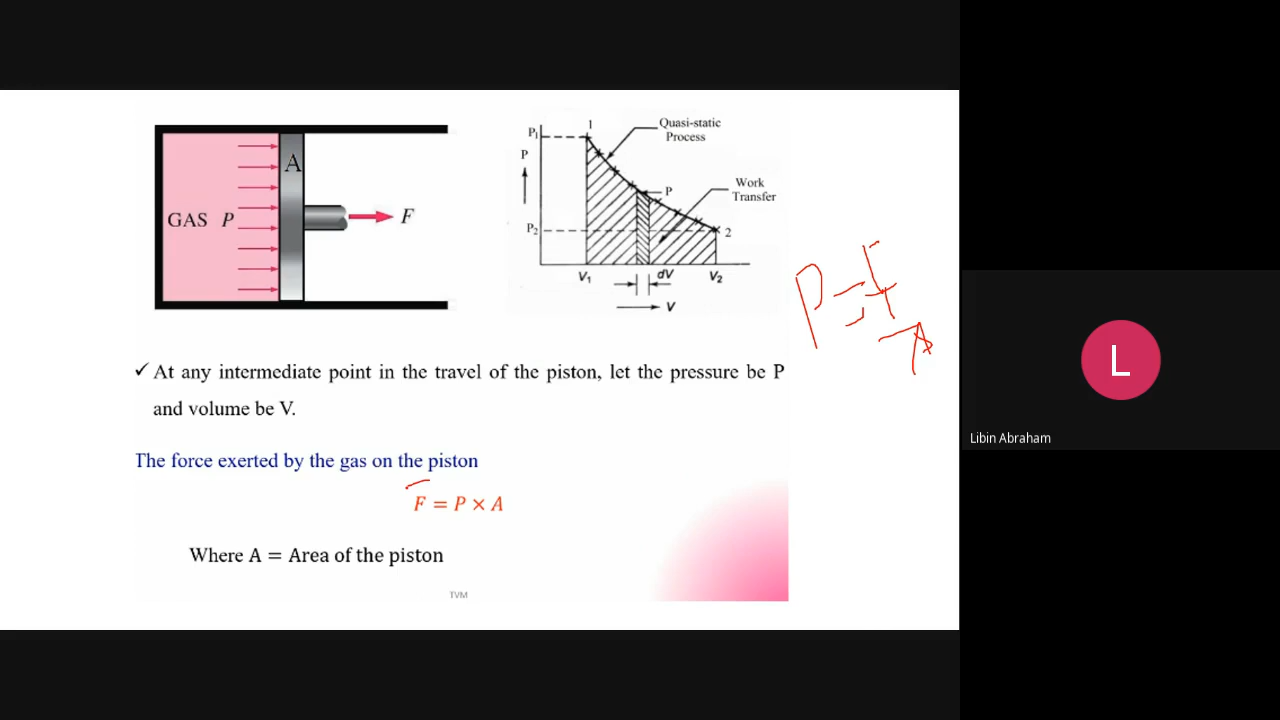 A
GAS P
F
P₁
1
Quasi-static
Process
P
P
Work
Transfer
P₂
2
V₁
dV
V₂
V
P = F
A
✓ At any intermediate point in the travel of the piston, let the pressure be P
and volume be V.
The force exerted by the gas on the piston
F = P × A
Where A = Area of the piston
TVM
L
Libin Abraham